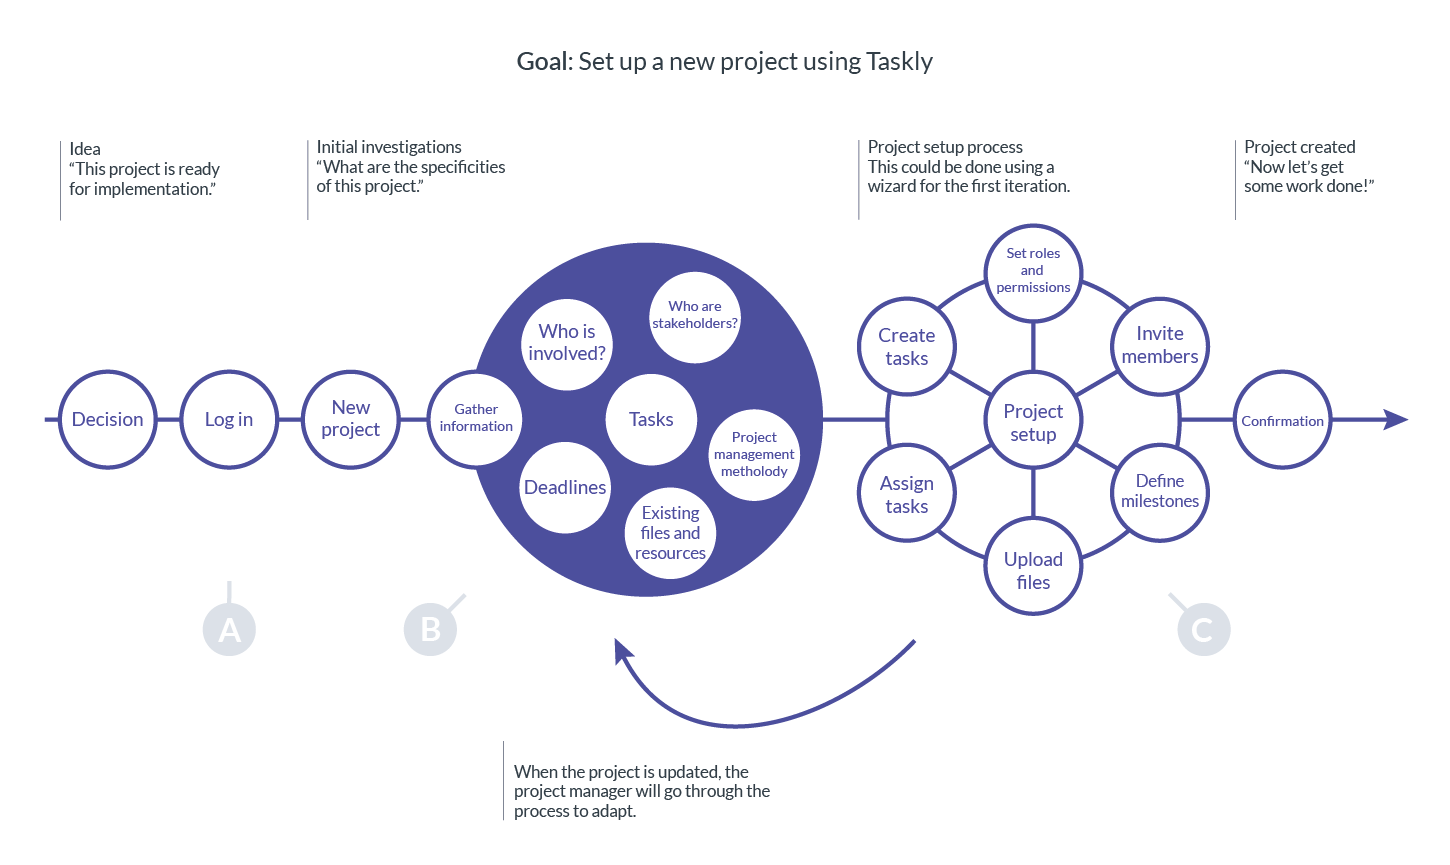 Goal: Set up a new project using Taskly
Idea
“This project is ready
for implementation.”
Initial investigations
“What are the specificities
of this project.”
Project setup process
This could be done using a
wizard for the first iteration.
Project created
“Now let’s get
some work done!”
Decision
Log in
New
project
Gather
information
Who is
involved?
Who are
stakeholders?
Tasks
Project
management
metholody
Deadlines
Existing
files and
resources
Set roles
and
permissions
Create
tasks
Invite
members
Project
setup
Assign
tasks
Define
milestones
Upload
files
Confirmation
A
B
C
When the project is updated, the
project manager will go through the
process to adapt.